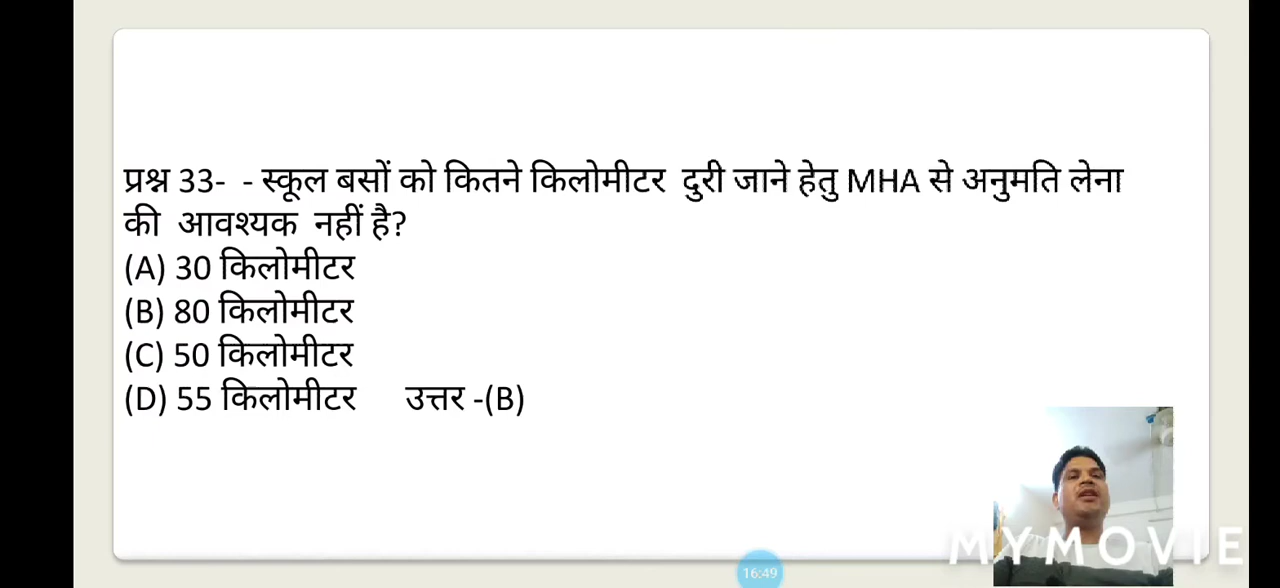 प्रश्न 33-  - स्कूल बसों को कितने किलोमीटर  दुरी जाने हेतु MHA से अनुमति लेना
की  आवश्यक  नहीं है?
(A) 30 किलोमीटर
(B) 80 किलोमीटर
(C) 50 किलोमीटर
(D) 55 किलोमीटर     उत्तर -(B)
MYMOVIE
16:49